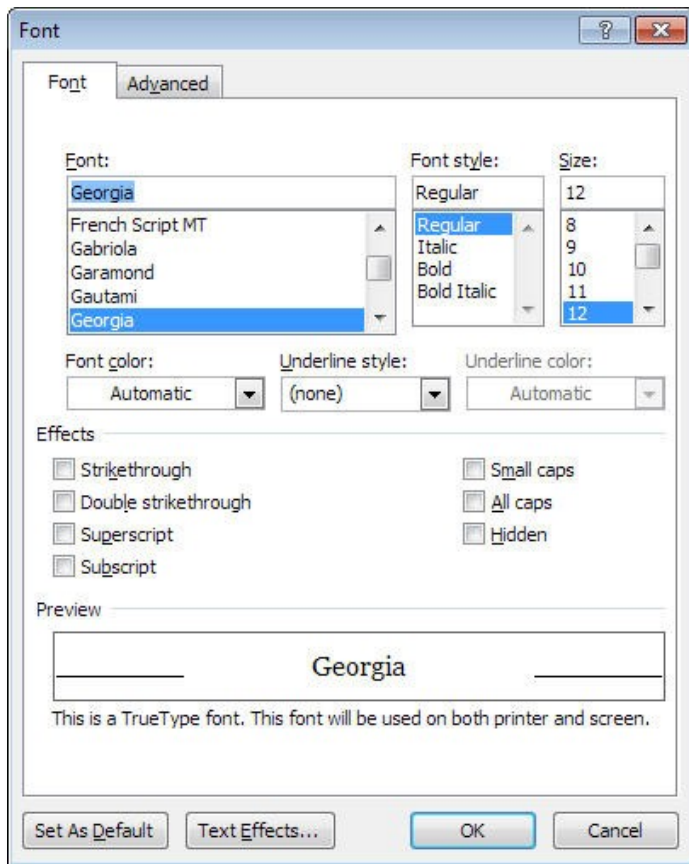 Font
Font Advanced
Font: Font style: Size:
Georgia Regular 12
French Script MT Regular 8
Gabriola Italic 9
Garamond Bold 10
Gautami Bold Italic 11
Georgia 12
Font color: Underline style: Underline color:
Automatic (none) Automatic
Effects
Strikethrough Small caps
Double strikethrough All caps
Superscript Hidden
Subscript
Preview
Georgia
This is a TrueType font. This font will be used on both printer and screen.
Set As Default Text Effects... OK Cancel